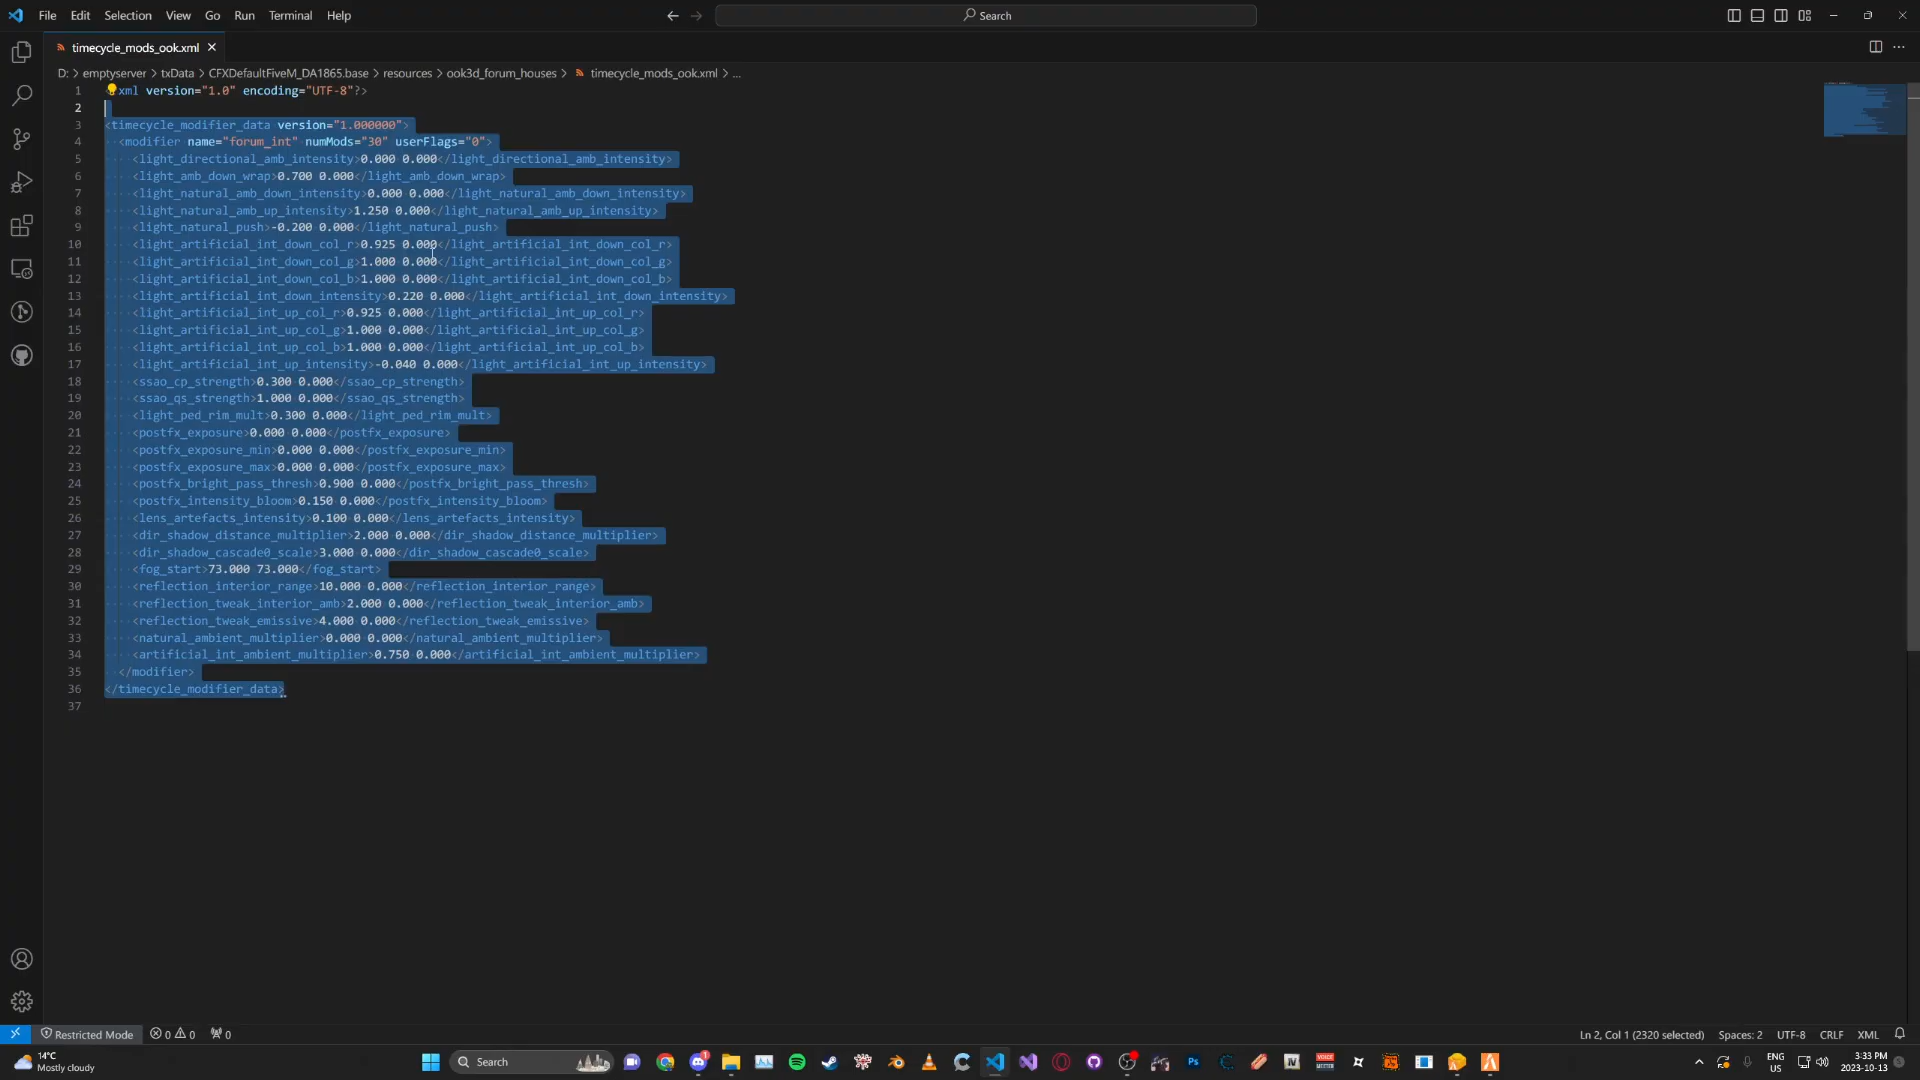 File Edit Selection View Go Run Terminal Help
Search
timecycle_mods_ook.xml
D: > emptyserver > txData > CFXDefaultFiveM_DA1865.base > resources > ook3d_forum_houses > timecycle_mods_ook.xml > ...
1 xml version="1.0" encoding="UTF-8"?>
2
3 <timecycle_modifier_data version="1.000000">
4 <modifier name="forum_int" numMods="30" userFlags="0">
5 <light_directional_amb_intensity>0.000 0.000</light_directional_amb_intensity>
6 <light_amb_down_wrap>0.700 0.000</light_amb_down_wrap>
7 <light_natural_amb_down_intensity>0.000 0.000</light_natural_amb_down_intensity>
8 <light_natural_amb_up_intensity>1.250 0.000</light_natural_amb_up_intensity>
9 <light_natural_push>-0.200 0.000</light_natural_push>
10 <light_artificial_int_down_col_r>0.925 0.000</light_artificial_int_down_col_r>
11 <light_artificial_int_down_col_g>1.000 0.000</light_artificial_int_down_col_g>
12 <light_artificial_int_down_col_b>1.000 0.000</light_artificial_int_down_col_b>
13 <light_artificial_int_down_intensity>0.220 0.000</light_artificial_int_down_intensity>
14 <light_artificial_int_up_col_r>0.925 0.000</light_artificial_int_up_col_r>
15 <light_artificial_int_up_col_g>1.000 0.000</light_artificial_int_up_col_g>
16 <light_artificial_int_up_col_b>1.000 0.000</light_artificial_int_up_col_b>
17 <light_artificial_int_up_intensity>-0.040 0.000</light_artificial_int_up_intensity>
18 <ssao_cp_strength>0.300 0.000</ssao_cp_strength>
19 <ssao_qs_strength>1.000 0.000</ssao_qs_strength>
20 <light_ped_rim_mult>0.300 0.000</light_ped_rim_mult>
21 <postfx_exposure>0.000 0.000</postfx_exposure>
22 <postfx_exposure_min>0.000 0.000</postfx_exposure_min>
23 <postfx_exposure_max>0.000 0.000</postfx_exposure_max>
24 <postfx_bright_pass_thresh>0.900 0.000</postfx_bright_pass_thresh>
25 <postfx_intensity_bloom>0.150 0.000</postfx_intensity_bloom>
26 <lens_artefacts_intensity>0.100 0.000</lens_artefacts_intensity>
27 <dir_shadow_distance_multiplier>2.000 0.000</dir_shadow_distance_multiplier>
28 <dir_shadow_cascade0_scale>3.000 0.000</dir_shadow_cascade0_scale>
29 <fog_start>73.000 73.000</fog_start>
30 <reflection_interior_range>10.000 0.000</reflection_interior_range>
31 <reflection_tweak_interior_amb>2.000 0.000</reflection_tweak_interior_amb>
32 <reflection_tweak_emissive>4.000 0.000</reflection_tweak_emissive>
33 <natural_ambient_multiplier>0.000 0.000</natural_ambient_multiplier>
34 <artificial_int_ambient_multiplier>0.750 0.000</artificial_int_ambient_multiplier>
35 </modifier>
36 </timecycle_modifier_data>
37
Restricted Mode 0 0 0
Ln 2, Col 1 (2320 selected) Spaces: 2 UTF-8 CRLF XML
14°C
Mostly cloudy
Search
ENG
US
3:33 PM
2023-10-13